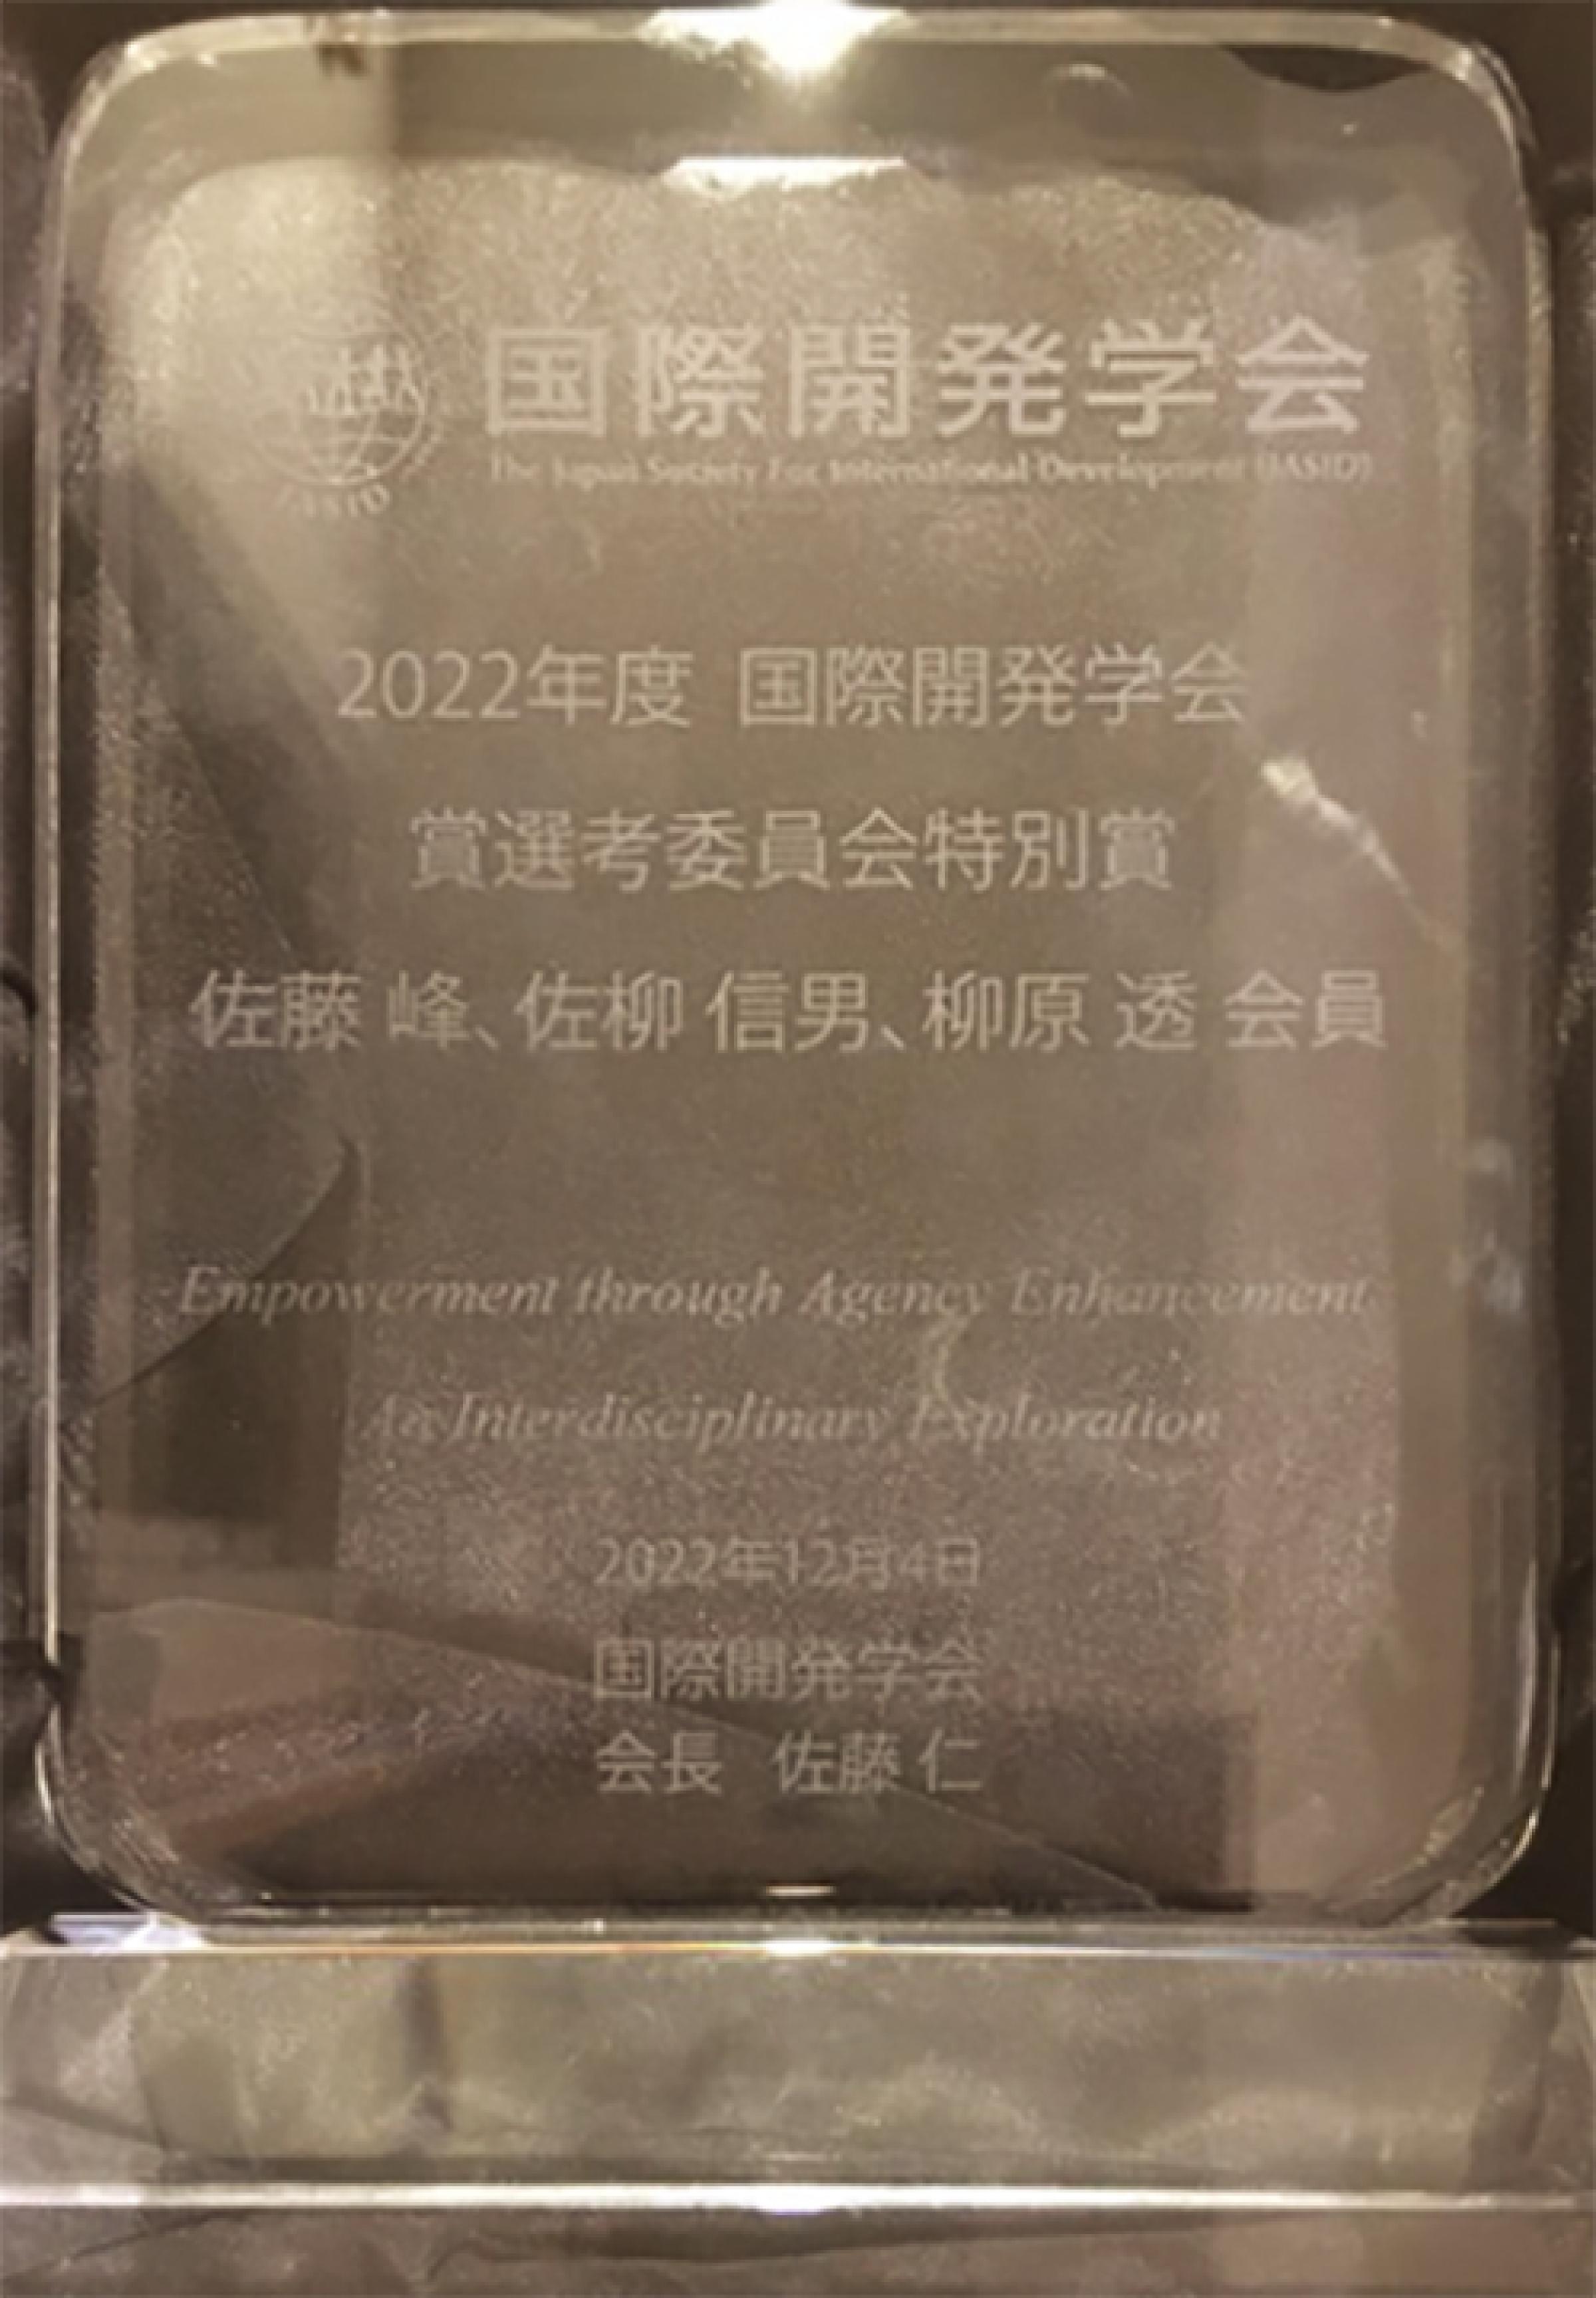 国際開発学会
The Japan Society For International Development (JASID)
JASID
2022年度 国際開発学会
賞選考委員会特別賞
佐藤 峰、佐柳 信男、柳原 透 会員
Empowerment through Agency Enhancement
An Interdisciplinary Exploration
2022年12月4日
国際開発学会
会長 佐藤 仁